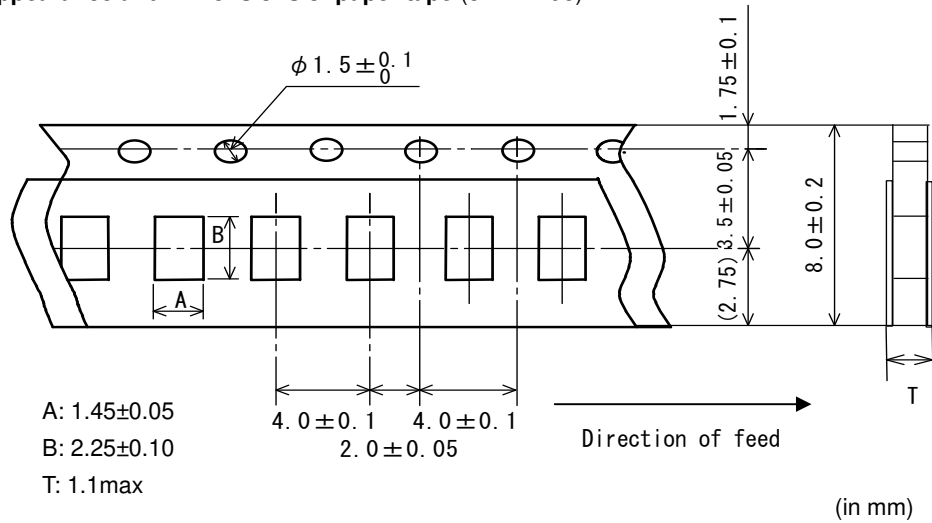 paper tape
φ1.5±0.1 0
1.75±0.1
3.5±0.05
(2.75)
8.0±0.2
B
A
T
4.0±0.1 4.0±0.1
2.0±0.05
Direction of feed
A: 1.45±0.05
B: 2.25±0.10
T: 1.1max
(in mm)